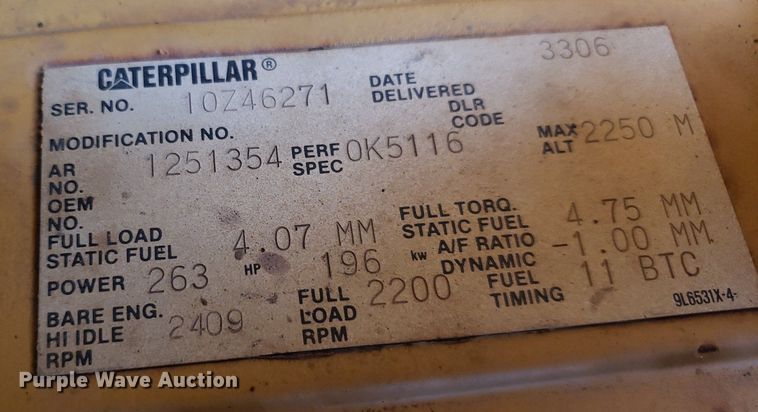 CATERPILLAR® 3306
SER. NO. 10Z46271 DATE DELIVERED
MODIFICATION NO. DLR CODE
AR NO. 1251354 PERF SPEC 0K5116 MAX ALT 2250 M
OEM NO.
FULL LOAD STATIC FUEL 4.07 MM FULL TORQ. STATIC FUEL 4.75 MM
POWER 263 HP 196 kw A/F RATIO DYNAMIC -1.00 MM
BARE ENG. HI IDLE RPM 2409 FULL LOAD RPM 2200 FUEL TIMING 11 BTC
9L6531X-4
Purple Wave Auction